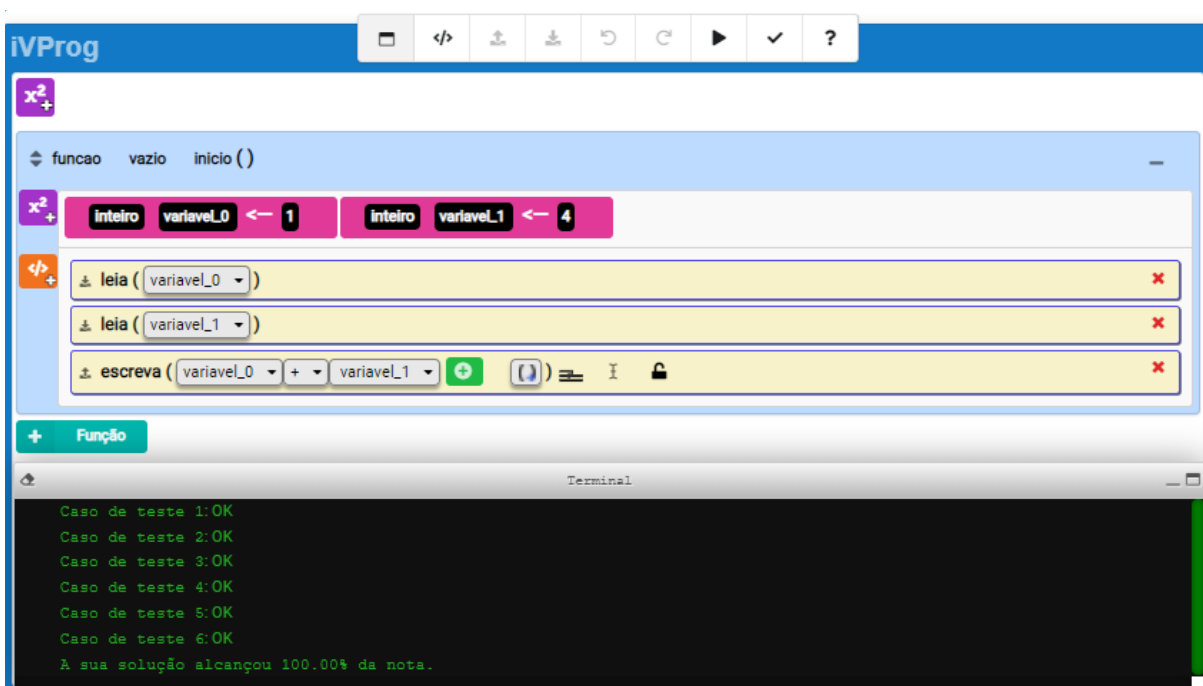 iVProg
</> ?
x² +
funcao vazio inicio ( )
x² +
inteiro variavel_0 <— 1 inteiro variavel_1 <— 4
</> +
leia ( variavel_0 )
leia ( variavel_1 )
escreva ( variavel_0 + variavel_1 ( ) )
+ Função
Terminal
Caso de teste 1:OK
Caso de teste 2:OK
Caso de teste 3:OK
Caso de teste 4:OK
Caso de teste 5:OK
Caso de teste 6:OK
A sua solução alcançou 100.00% da nota.